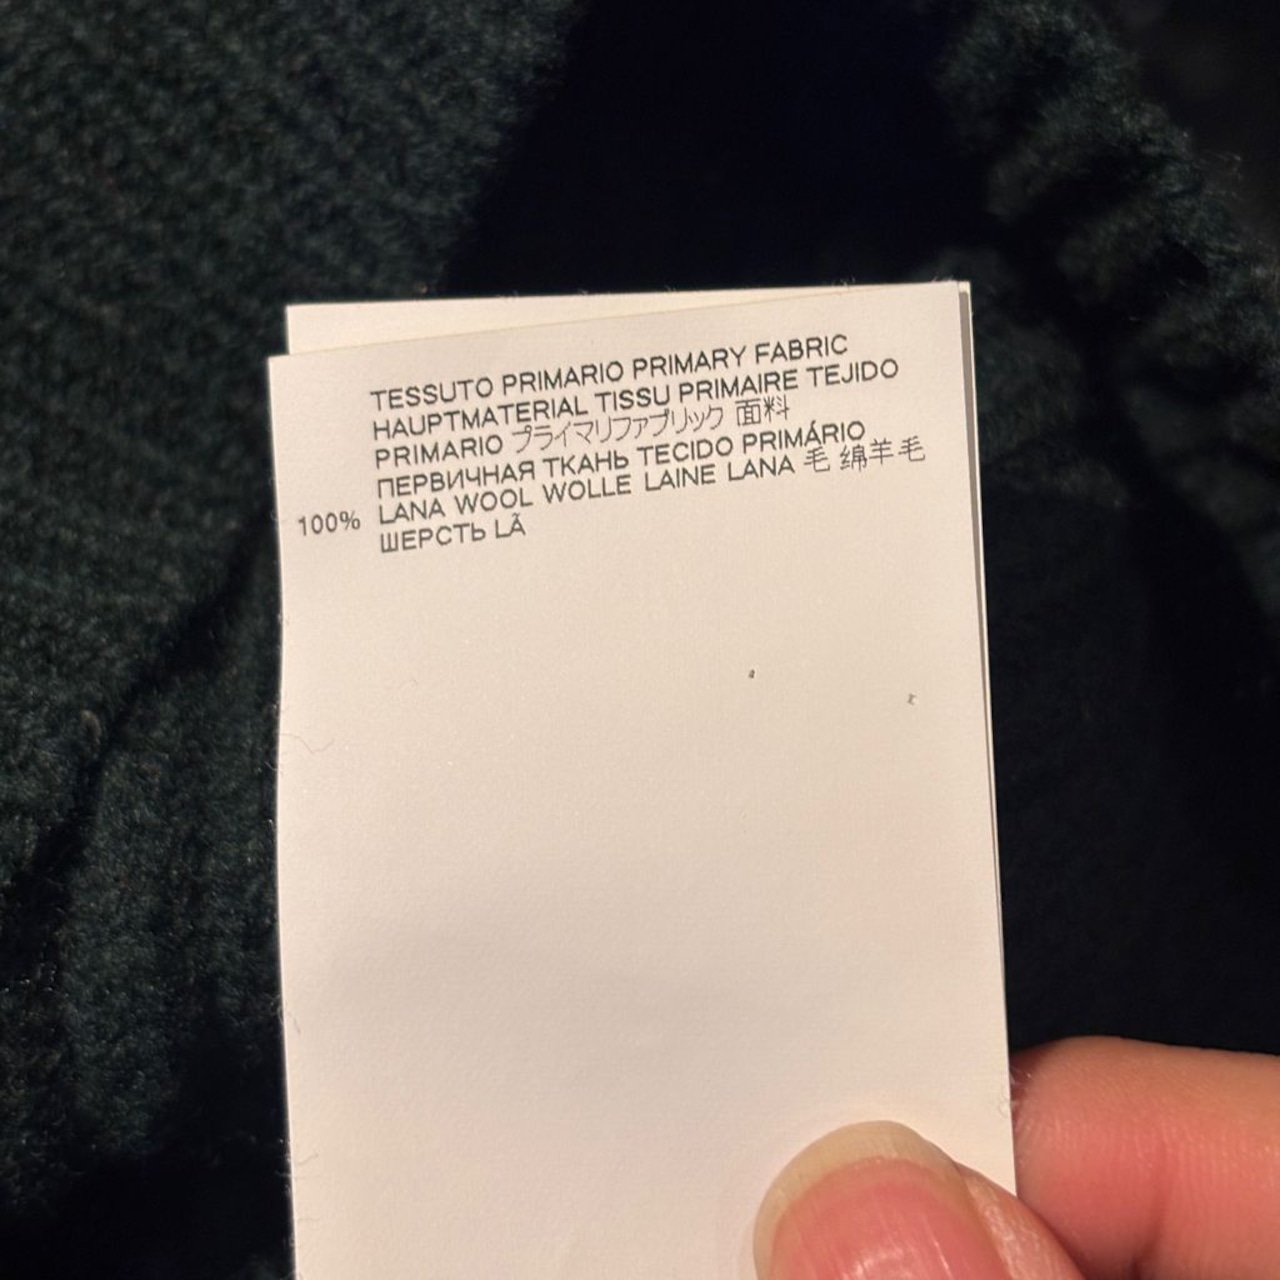 TESSUTO PRIMARIO PRIMARY FABRIC
HAUPTMATERIAL TISSU PRIMAIRE TEJIDO
PRIMARIO プライマリファブリック 面料
ПЕРВИЧНАЯ ТКАНЬ TECIDO PRIMÁRIO
100% LANA WOOL WOLLE LAINE LANA 毛 绵羊毛
ШЕРСТЬ LÃ